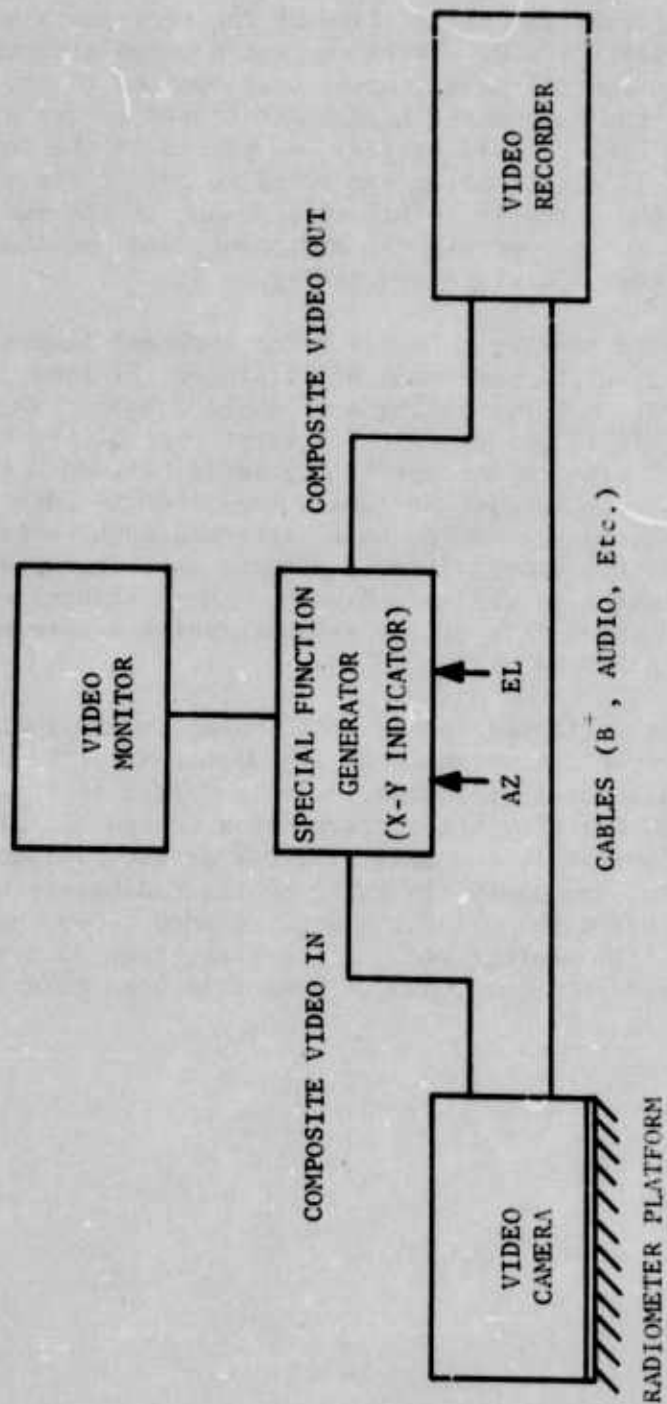 VIDEO
MONITOR
COMPOSITE VIDEO IN
SPECIAL FUNCTION
GENERATOR
(X-Y INDICATOR)
COMPOSITE VIDEO OUT
AZ
EL
VIDEO
CAMERA
VIDEO
RECORDER
CABLES (B+, AUDIO, Etc.)
RADIOMETER PLATFORM